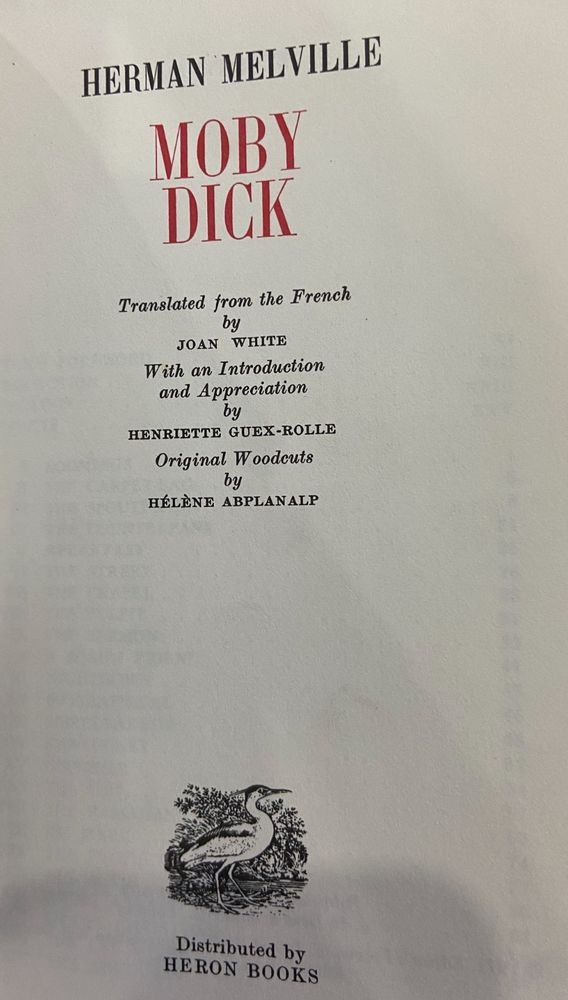 HERMAN MELVILLE
MOBY
DICK
Translated from the French
by
JOAN WHITE
With an Introduction
and Appreciation
by
HENRIETTE GUEX-ROLLE
Original Woodcuts
by
HÉLÈNE ABPLANALP
Distributed by
HERON BOOKS